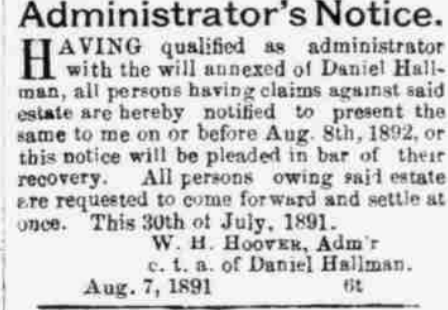 Administrator's Notice.
HAVING qualified as administrator
with the will annexed of Daniel Hall-
man, all persons having claims against said
estate are hereby notified to present the
same to me on or before Aug. 8th, 1892, or
this notice will be pleaded in bar of their
recovery. All persons owing said estate
are requested to come forward and settle at
once. This 30th of July, 1891.
W. H. HOOVER, Adm'r
c. t. a. of Daniel Hallman.
Aug. 7, 1891 6t